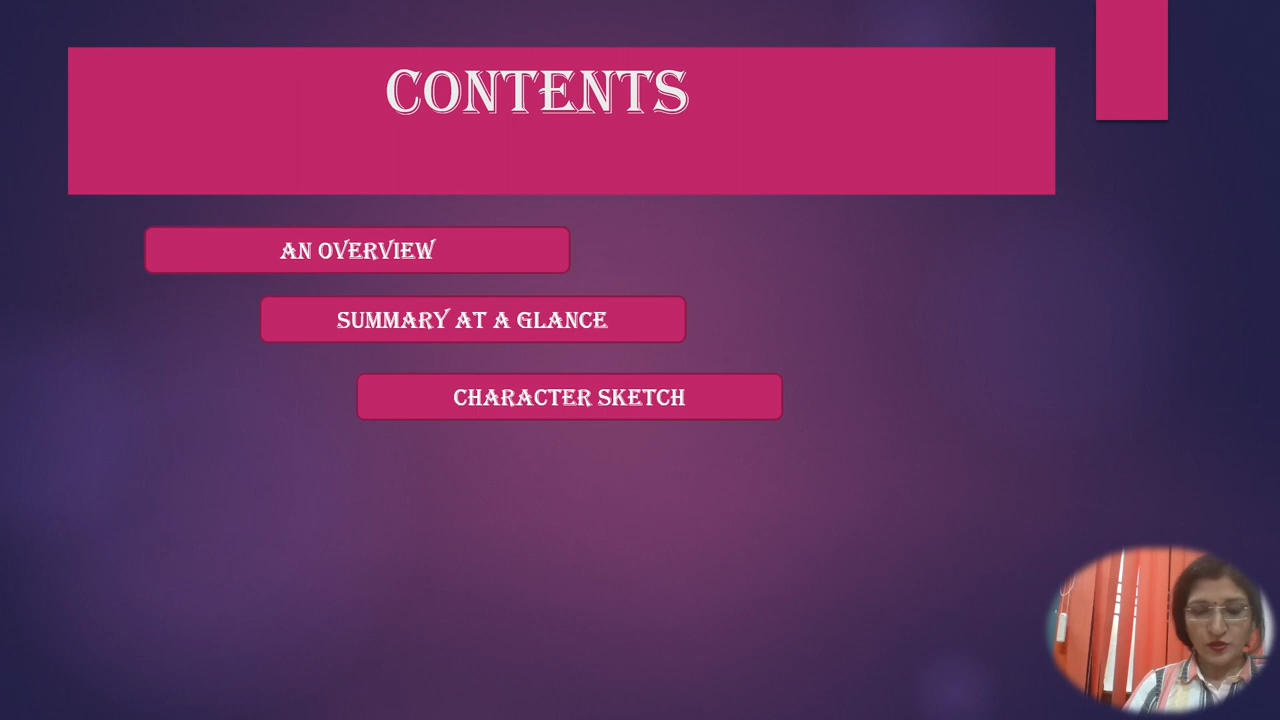 CONTENTS
AN OVERVIEW
SUMMARY AT A GLANCE
CHARACTER SKETCH